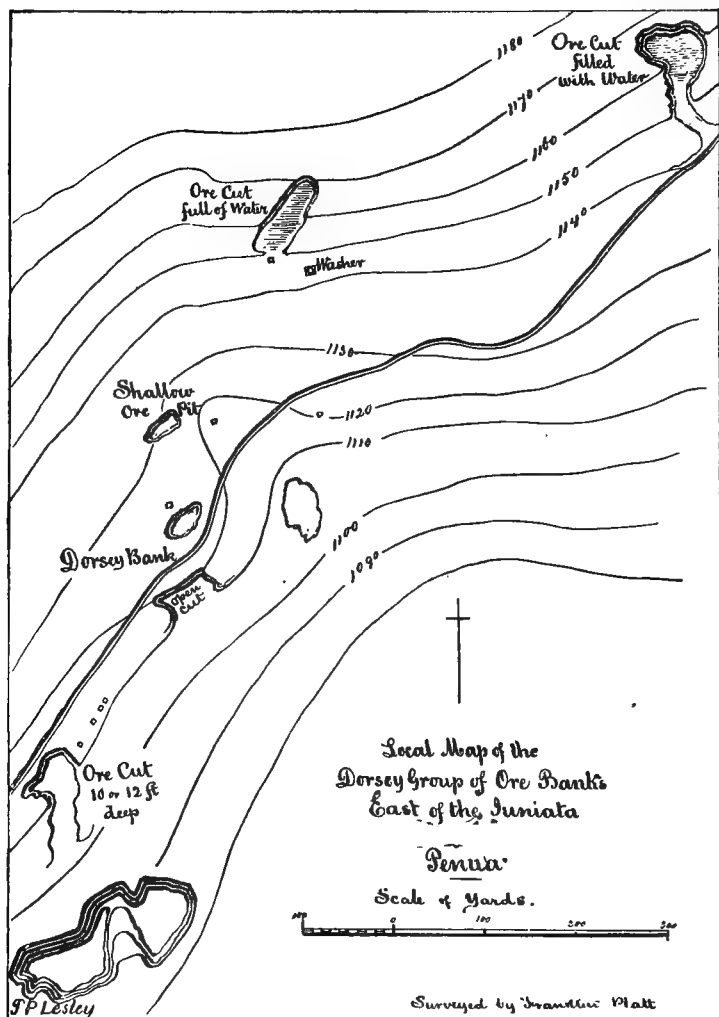 1180
Ore Cut
filled
with Water
1170
1160
1150
1140
Ore Cut
full of Water
Washer
1130
Shallow
Ore Pit
1120
1110
1100
1090
Dorsey Bank
Open
Cut
Ore Cut
10 or 12 ft
deep
Local Map of the
Dorsey Group of Ore Banks
East of the Juniata
Penna.
Scale of Yards.
100 0 100 200 300
J P Lesley
Surveyed by Franklin Platt